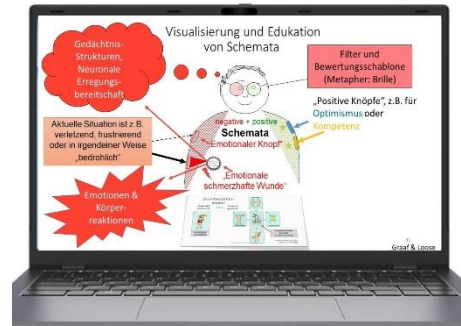 Visualisierung und Edukation
von Schemata
Gedächtnis-
Strukturen,
Neuronale
Erregungs-
bereitschaft
Filter und
Bewertungsschablone
(Metapher: Brille)
„Positive Knöpfe“, z.B. für
Optimismus oder
Kompetenz
negative + positive
Schemata
„Emotionaler Knopf“
Aktuelle Situation ist z.B.
verletzend, frustrierend
oder in irgendeiner Weise
„bedrohlich“
„Emotionale
schmerzhafte Wunde“
Emotionen &
Körper-
reaktionen
Graaf & Loose